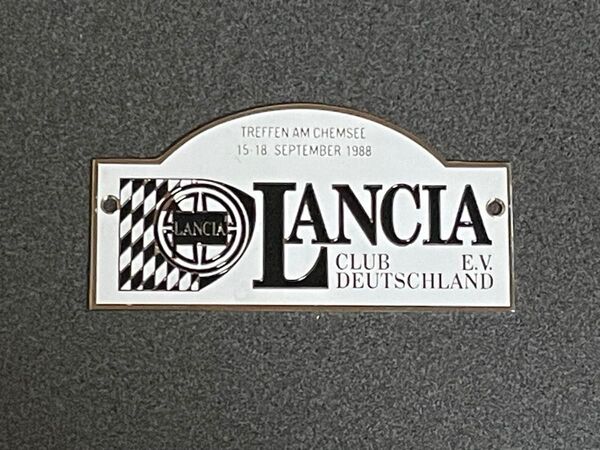 TREFFEN AM CHEMSEE
15-18. SEPTEMBER 1988
LANCIA
LANCIA
CLUB E.V.
DEUTSCHLAND